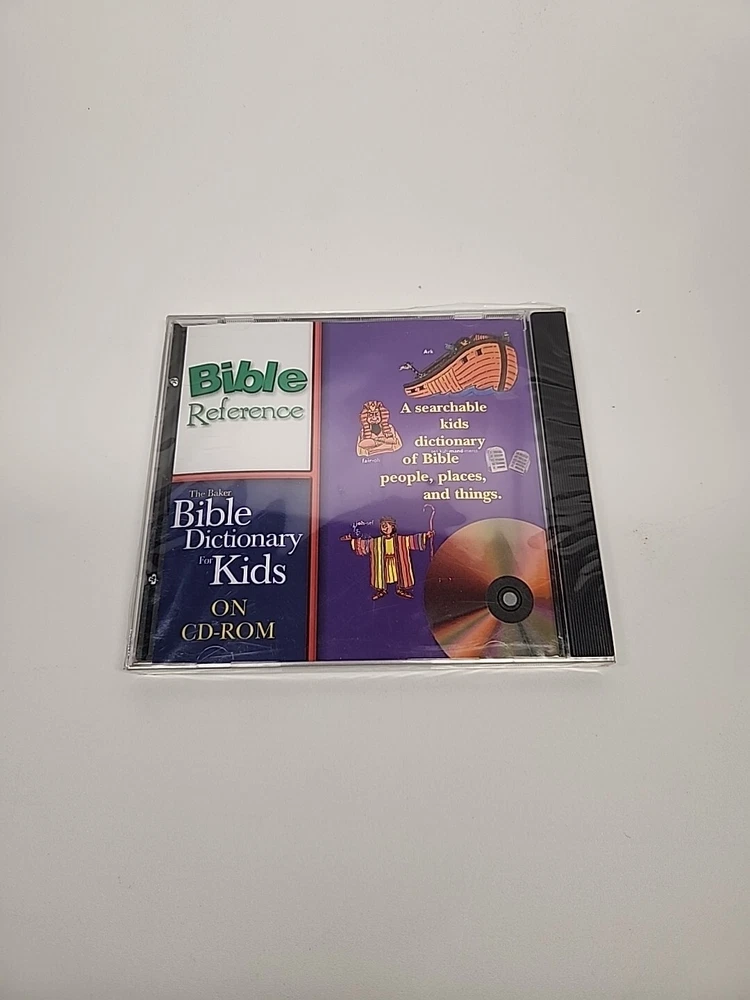 Bible
Reference
The Baker
Bible
Dictionary
For Kids
ON
CD-ROM
Ark
A searchable
kids
dictionary
of Bible
people, places,
and things.